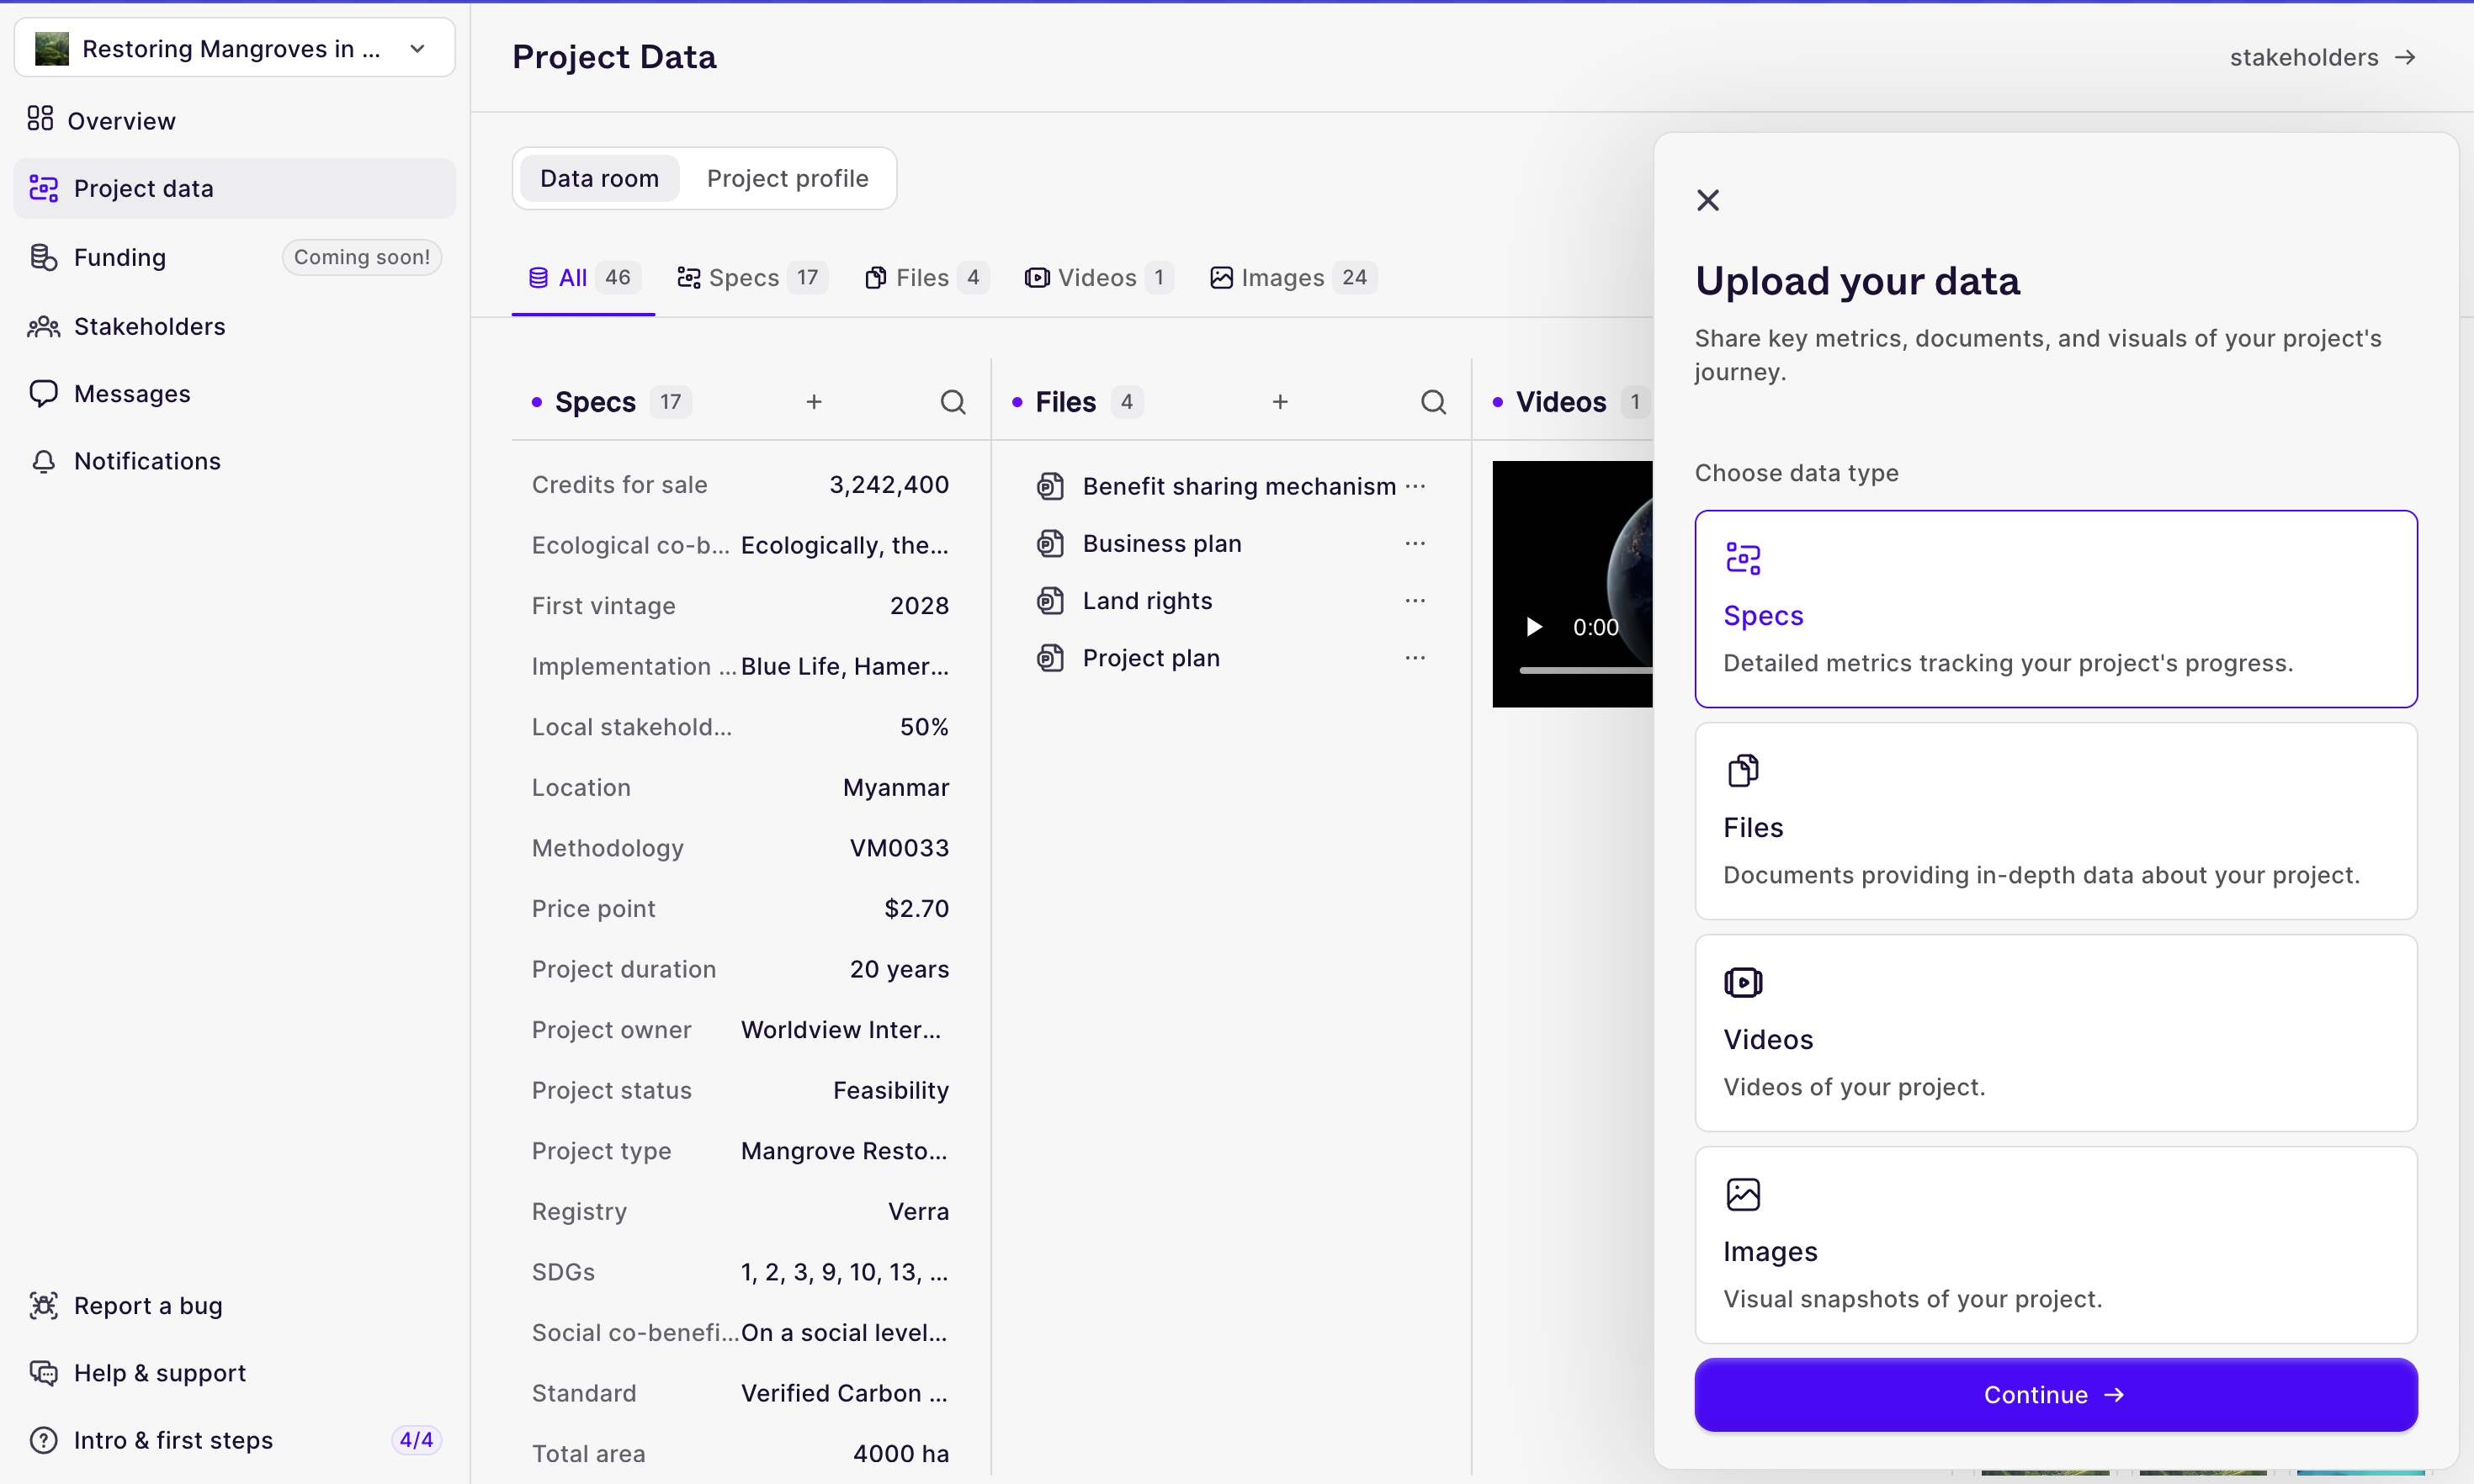 Restoring Mangroves in ...
Overview
Project data
Funding
Coming soon!
Stakeholders
Messages
Notifications
Report a bug
Help & support
Intro & first steps
4/4
Project Data
stakeholders →
Data room
Project profile
All 46
Specs 17
Files 4
Videos 1
Images 24
Specs 17 +
Credits for sale 3,242,400
Ecological co-b... Ecologically, the...
First vintage 2028
Implementation ... Blue Life, Hamer...
Local stakehold... 50%
Location Myanmar
Methodology VM0033
Price point $2.70
Project duration 20 years
Project owner Worldview Inter...
Project status Feasibility
Project type Mangrove Resto...
Registry Verra
SDGs 1, 2, 3, 9, 10, 13, ...
Social co-benefi... On a social level...
Standard Verified Carbon ...
Total area 4000 ha
Files 4 +
Benefit sharing mechanism ...
Business plan ...
Land rights ...
Project plan ...
Videos 1
0:00
Upload your data
Share key metrics, documents, and visuals of your project's
journey.
Choose data type
Specs
Detailed metrics tracking your project's progress.
Files
Documents providing in-depth data about your project.
Videos
Videos of your project.
Images
Visual snapshots of your project.
Continue →